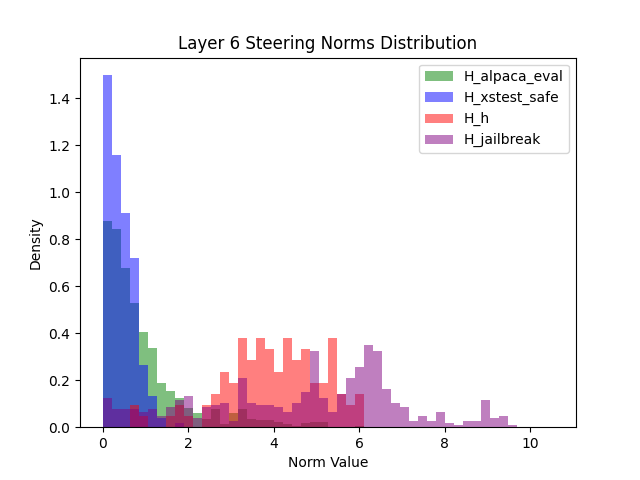 Layer 6 Steering Norms Distribution
H_alpaca_eval
H_xstest_safe
H_h
H_jailbreak
Density
1.4
1.2
1.0
0.8
0.6
0.4
0.2
0.0
0 2 4 6 8 10
Norm Value